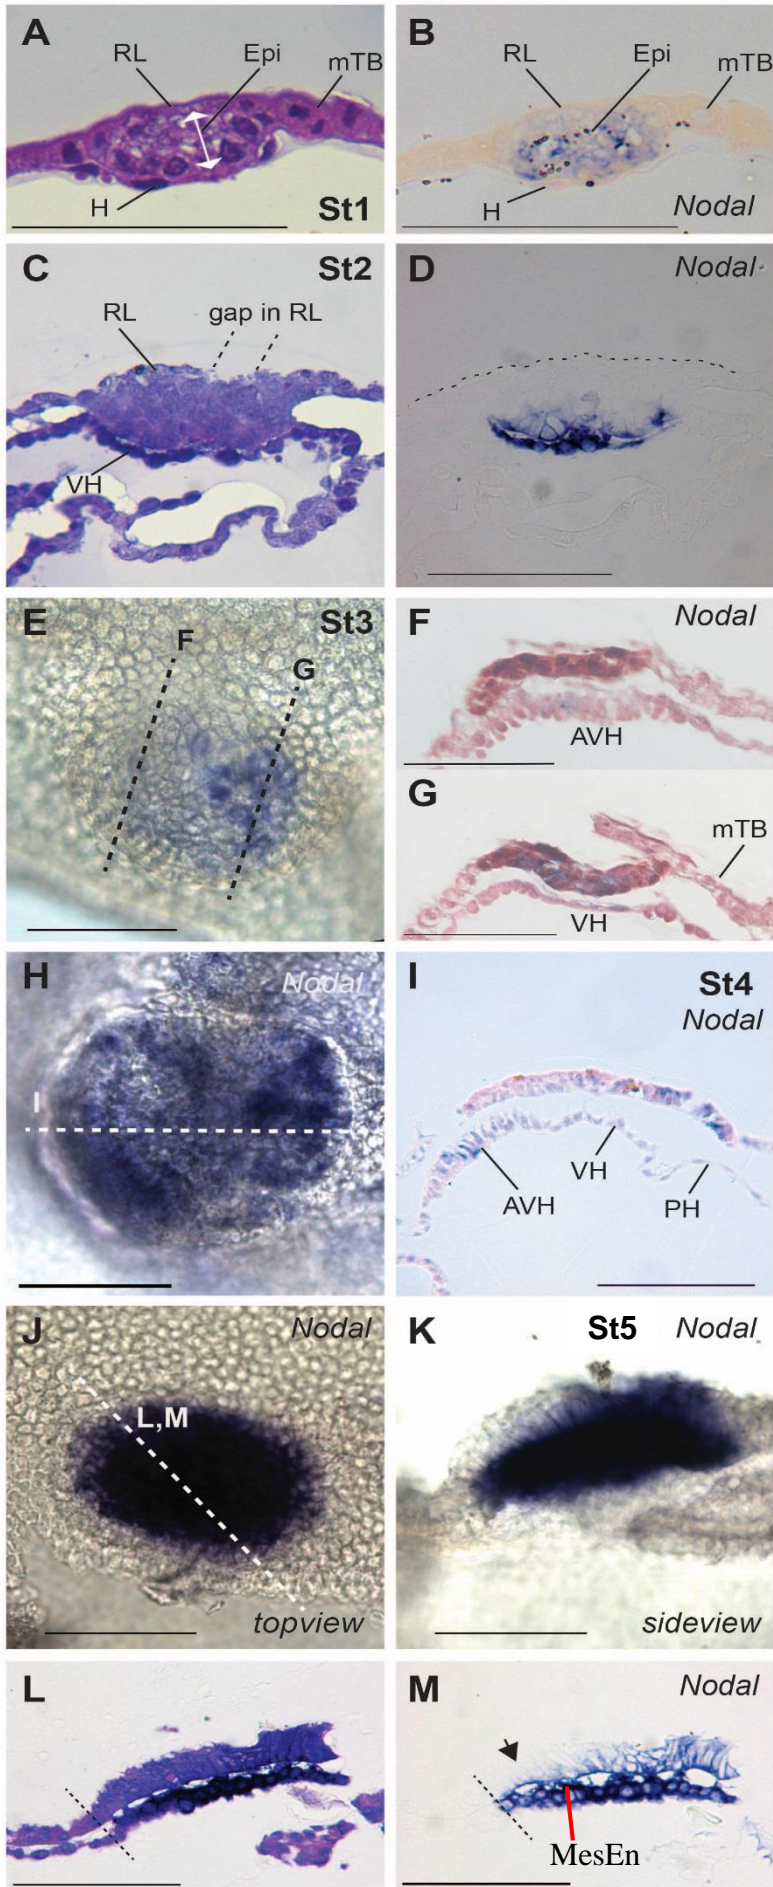 A
RL
Epi
mTB
H
St1
B
RL
Epi
mTB
H
Nodal
C
St2
RL
gap in RL
VH
D
Nodal
E
St3
F
G
F
Nodal
AVH
G
mTB
VH
H
Nodal
I
I
St4
Nodal
AVH
VH
PH
J
Nodal
L,M
topview
K
St5
Nodal
sideview
L
M
Nodal
MesEn